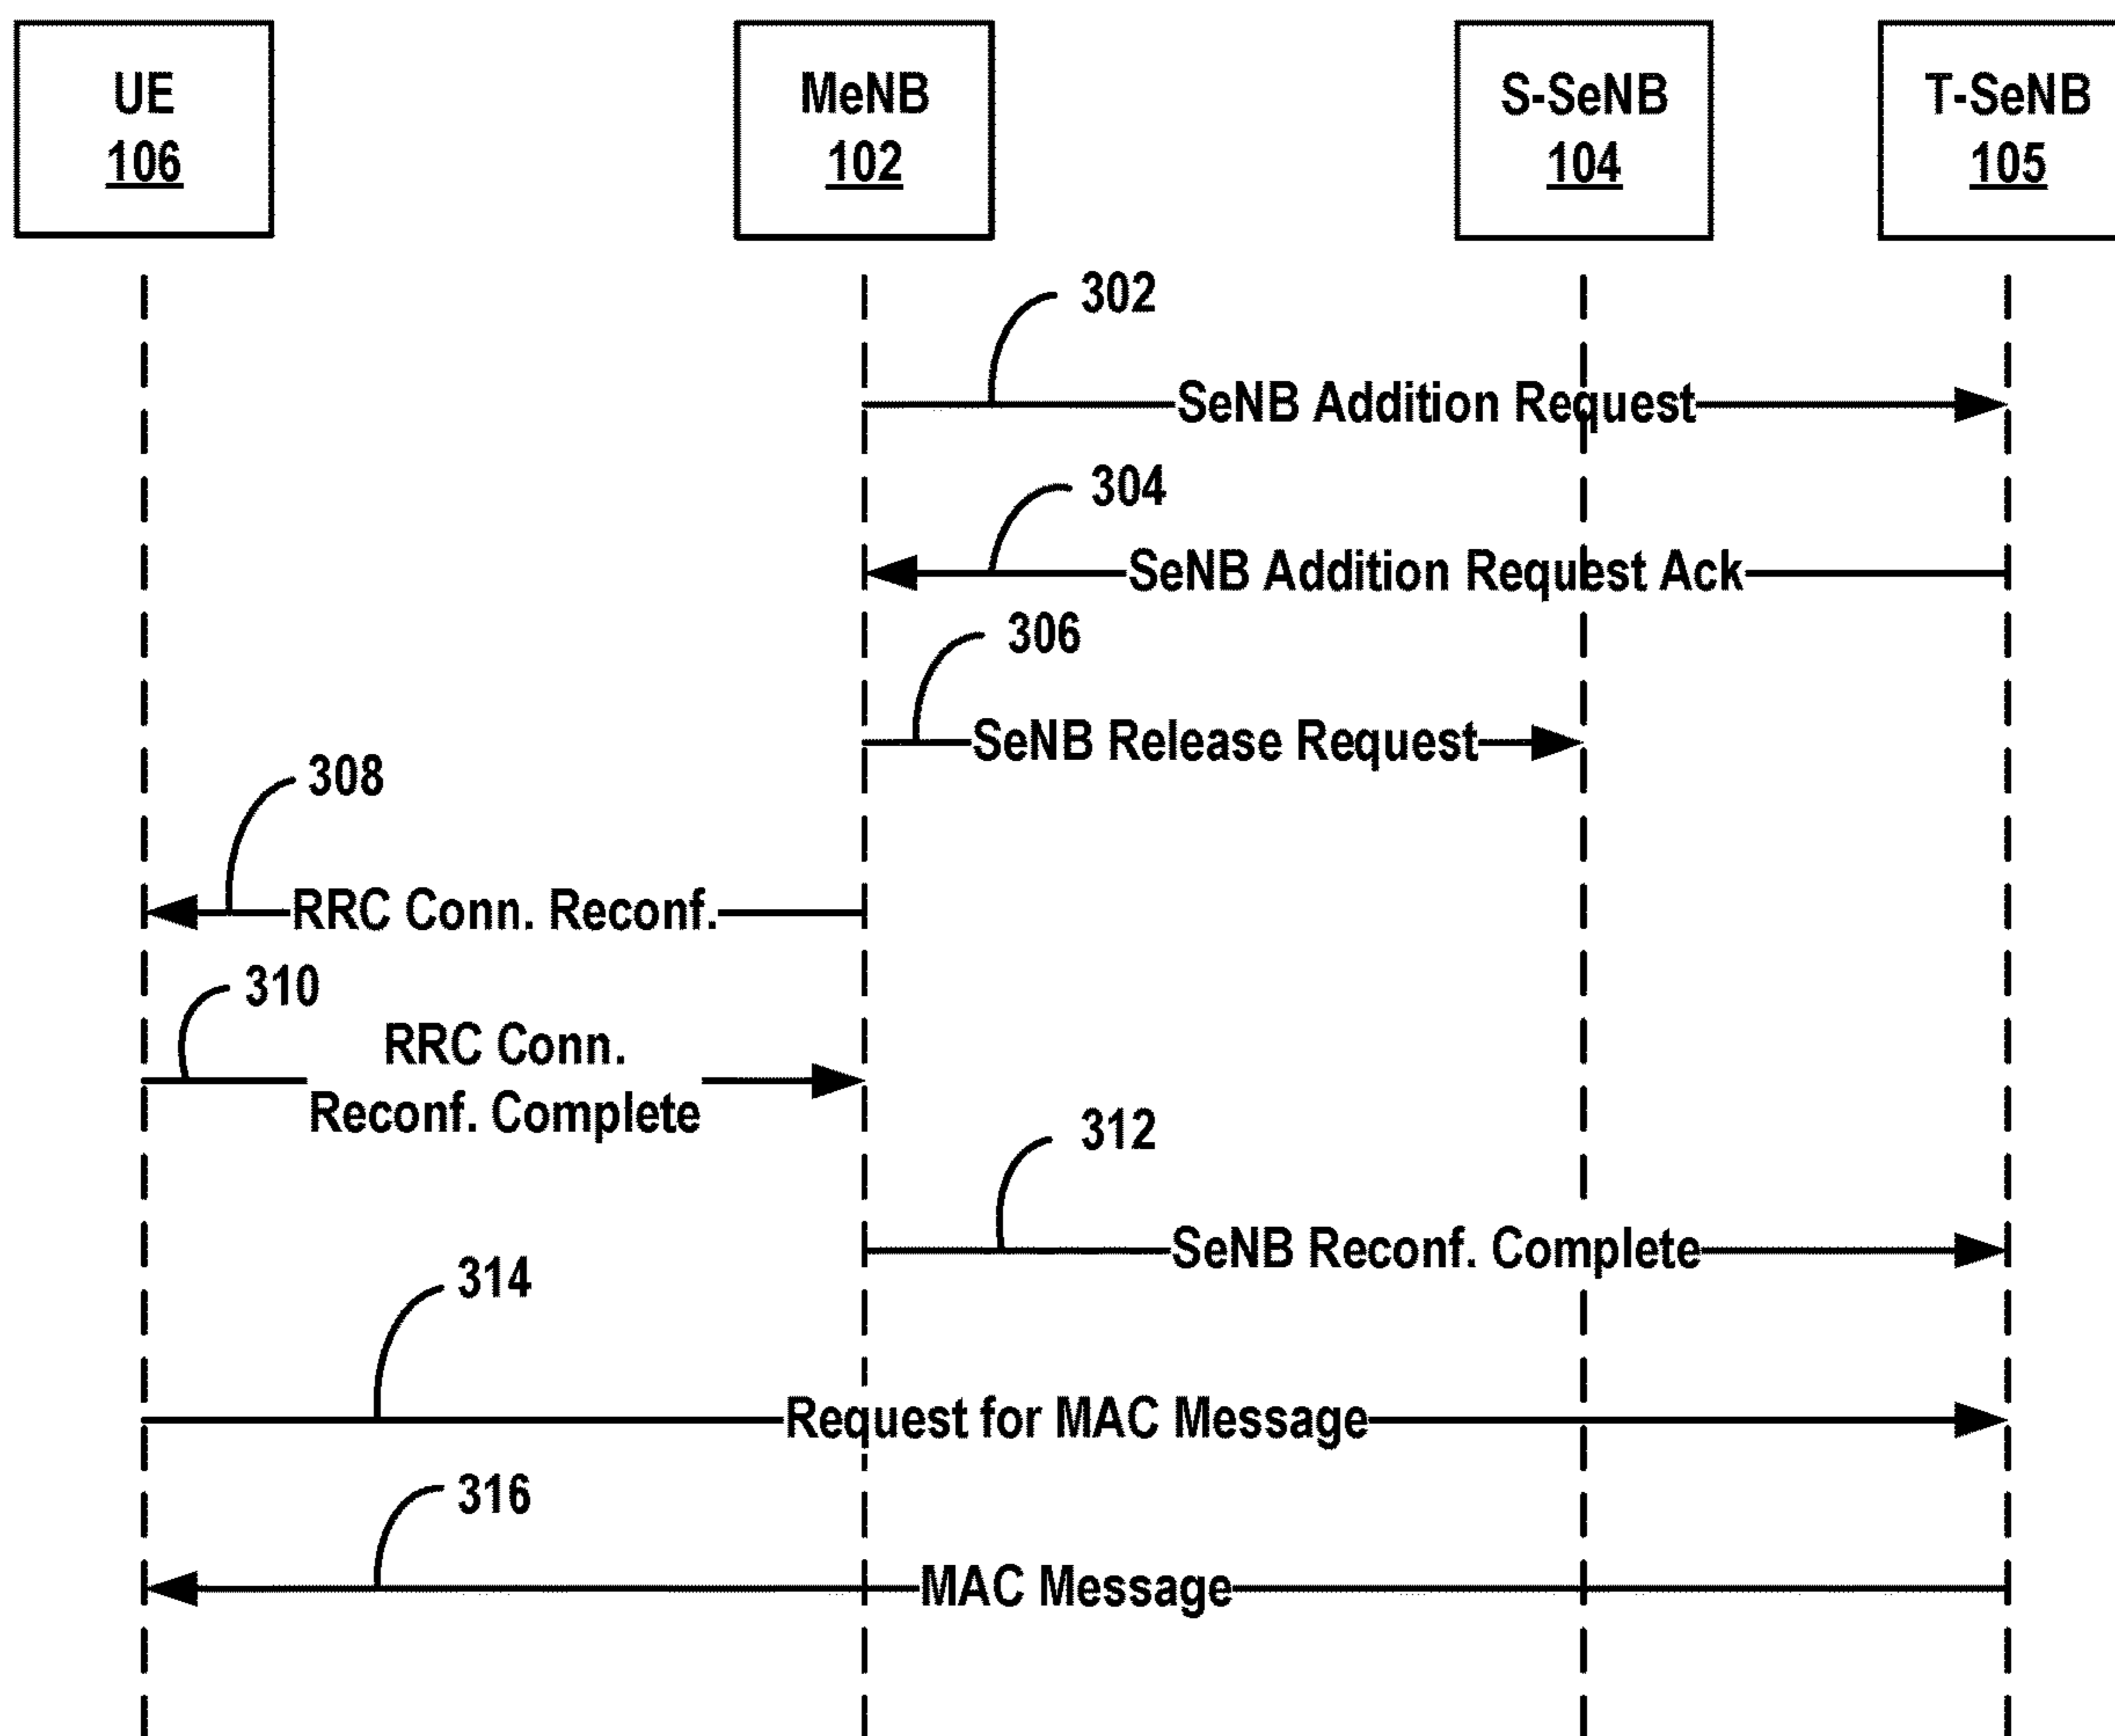 UE
106
MeNB
102
S-SeNB
104
T-SeNB
105
302
SeNB Addition Request
304
SeNB Addition Request Ack
306
SeNB Release Request
308
RRC Conn. Reconf.
310
RRC Conn.
Reconf. Complete
312
SeNB Reconf. Complete
314
Request for MAC Message
316
MAC Message